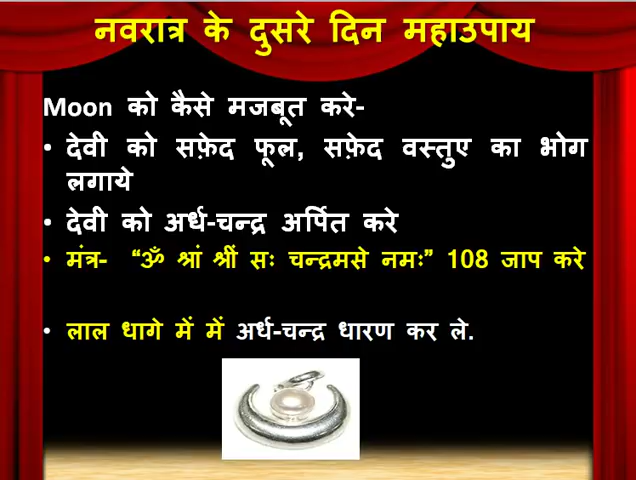 नवरात्र के दुसरे दिन महाउपाय
Moon को कैसे मजबूत करे-
• देवी को सफ़ेद फूल, सफ़ेद वस्तुए का भोग
लगाये
• देवी को अर्ध-चन्द्र अर्पित करे
• मंत्र- “ॐ श्रां श्रीं सः चन्द्रमसे नमः” 108 जाप करे
• लाल धागे में में अर्ध-चन्द्र धारण कर ले.